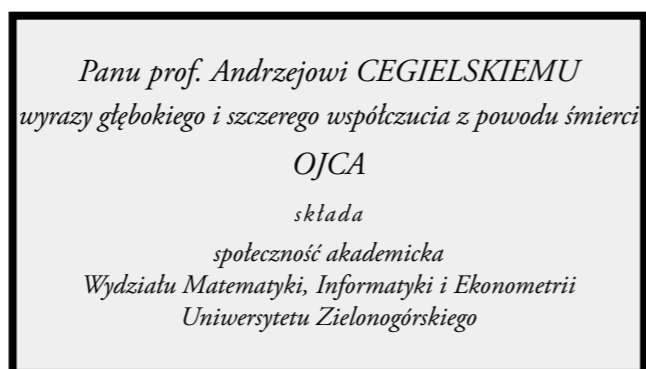 Panu prof. Andrzejowi CEGIELSKIEMU
wyrazy głębokiego i szczerego współczucia z powodu śmierci
OJCA
składa
społeczność akademicka
Wydziału Matematyki, Informatyki i Ekonometrii
Uniwersytetu Zielonogórskiego